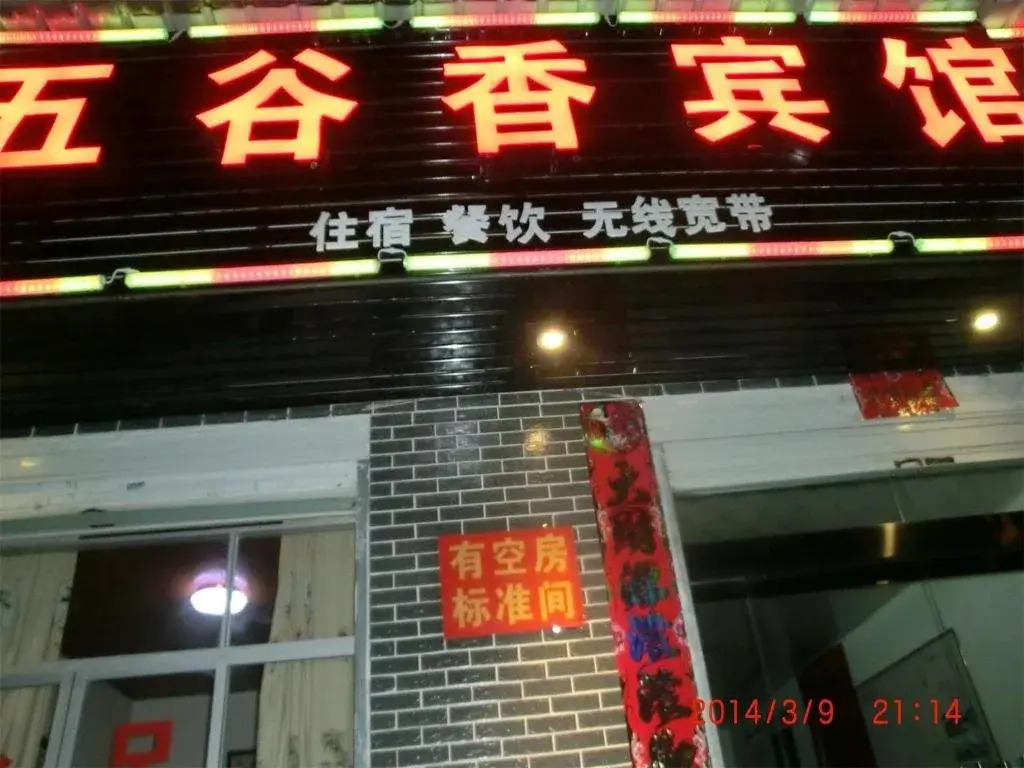 五谷香宾馆
住宿 餐饮 无线宽带
有空房
标准间
2014/3/9 21:14